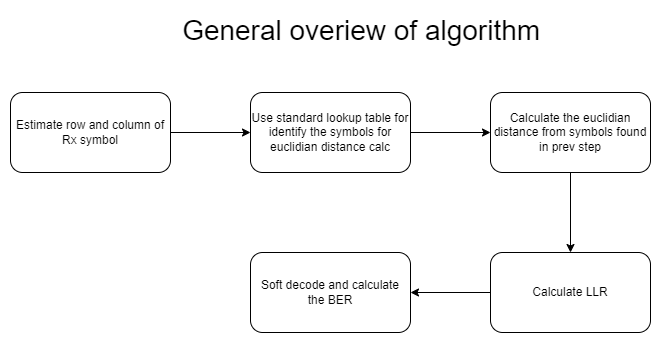 General overiew of algorithm
Estimate row and column of
Rx symbol
Use standard lookup table for
identify the symbols for
euclidian distance calc
Calculate the euclidian
distance from symbols found
in prev step
Soft decode and calculate
the BER
Calculate LLR